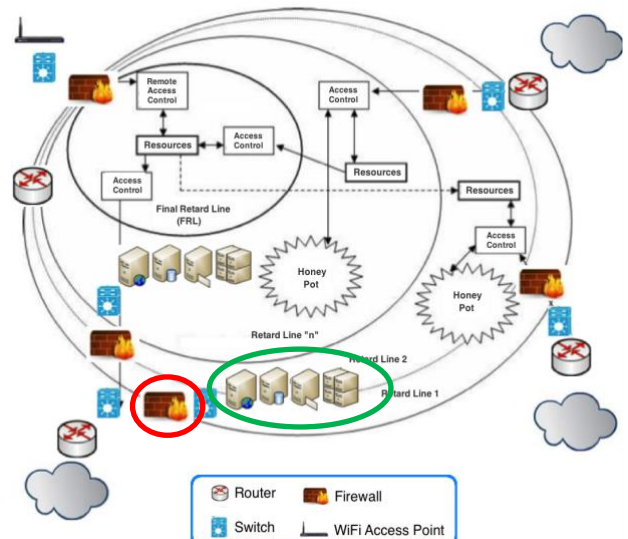 Remote
Access
Control
Access
Control
Resources
Access
Control
Access
Control
Resources
Resources
Final Retard Line
(FRL)
Access
Control
Honey
Pot
Honey
Pot
Retard Line "n"
Retard Line 2
Retard Line 1
Router
Firewall
Switch
WiFi Access Point